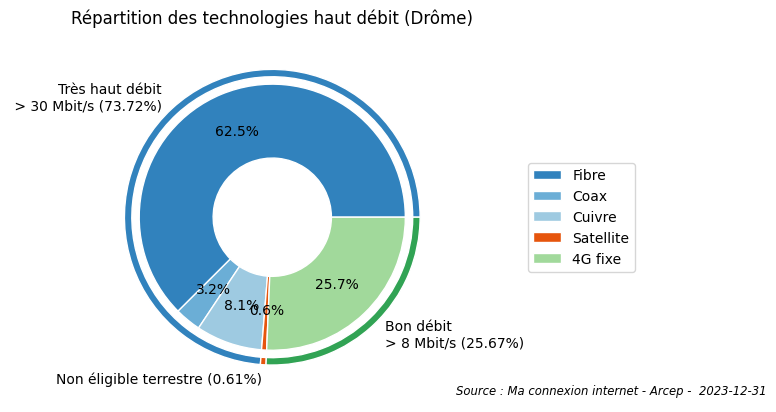 Répartition des technologies haut débit (Drôme)
Très haut débit
> 30 Mbit/s (73.72%)
62.5%
3.2%
8.1%
0.6%
25.7%
Fibre
Coax
Cuivre
Satellite
4G fixe
Bon débit
> 8 Mbit/s (25.67%)
Non éligible terrestre (0.61%)
Source : Ma connexion internet - Arcep -  2023-12-31